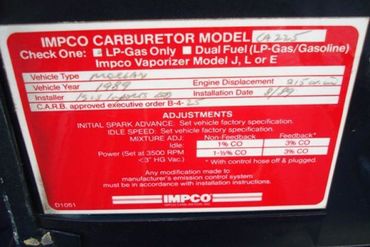 IMPCO CARBURETOR MODEL CA225
Check One: LP-Gas Only Dual Fuel (LP-Gas/Gasoline)
Impco Vaporizer Model J, L or E
Vehicle Type MORGAN Engine Displacement
Year 1989
Installer Installation Date 8/89
C.A.R.B. approved executive order B-4-25
ADJUSTMENTS
INITIAL SPARK ADVANCE: Set vehicle factory specification.
DWELL: Set vehicle factory specification.
MIXTURE ADJ: Non-Feedback Feedback*
Idle: 1% CO 3% CO
Power (Set at 3500 RPM 1-½% CO 3% CO
<3" HG Vac.) * With control hose off & plugged.
Any modification made to
manufacturer's emission control system
must be in accordance with installation instructions.
D1051 IMPCO